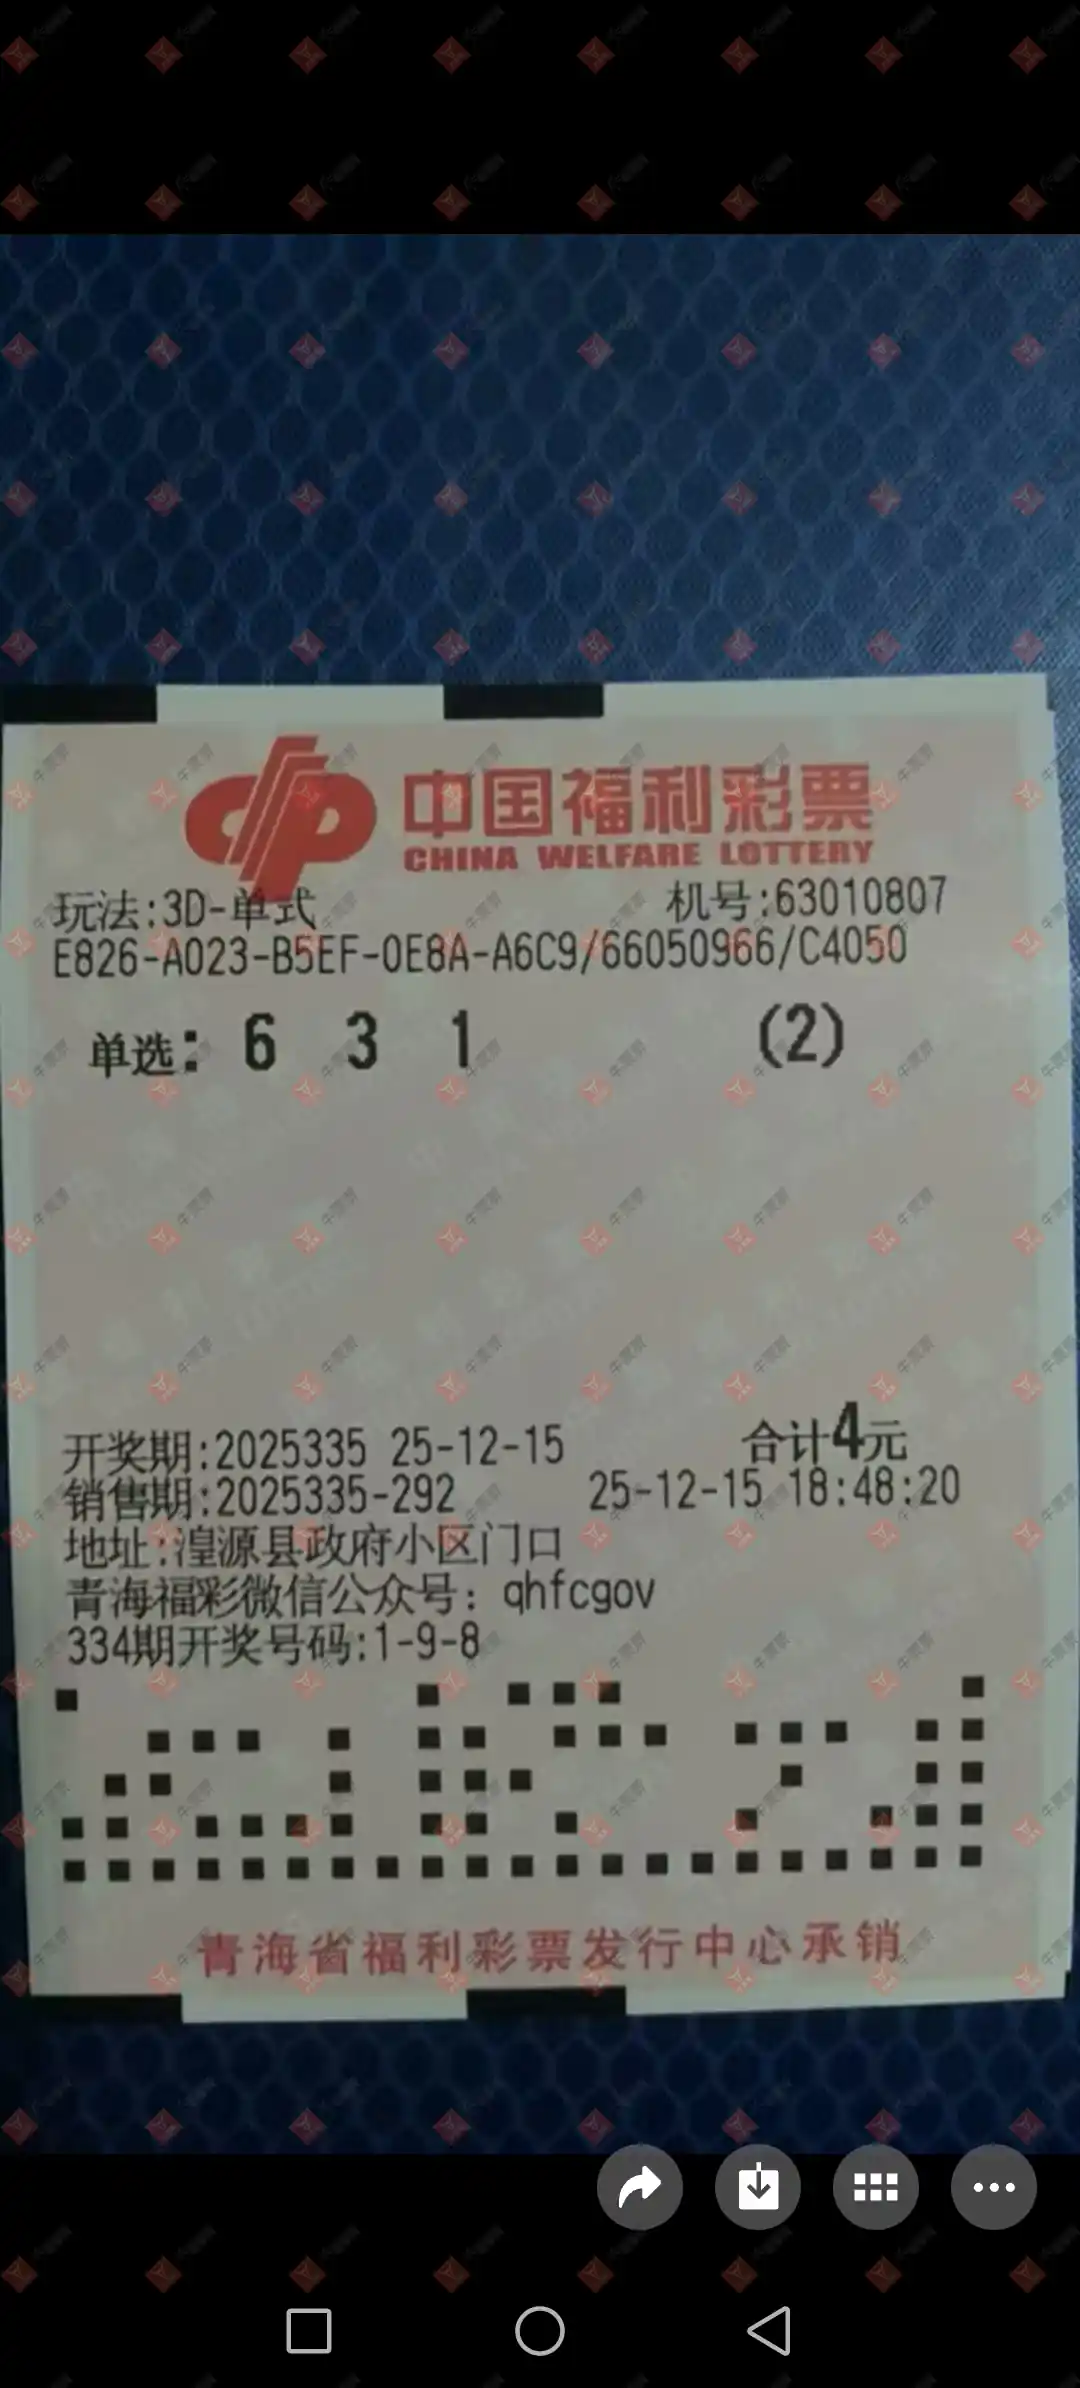 中国福利彩票
CHINA WELFARE LOTTERY
玩法:3D-单式 机号:63010807
E826-A023-B5EF-0E8A-A6C9/66050966/C4050
单选: 6 3 1 (2)
开奖期:2025335 25-12-15 合计4元
销售期:2025335-292 25-12-15 18:48:20
地址:湟源县政府小区门口
青海福彩微信公众号: qhfcgov
334期开奖号码:1-9-8
青海省福利彩票发行中心承销